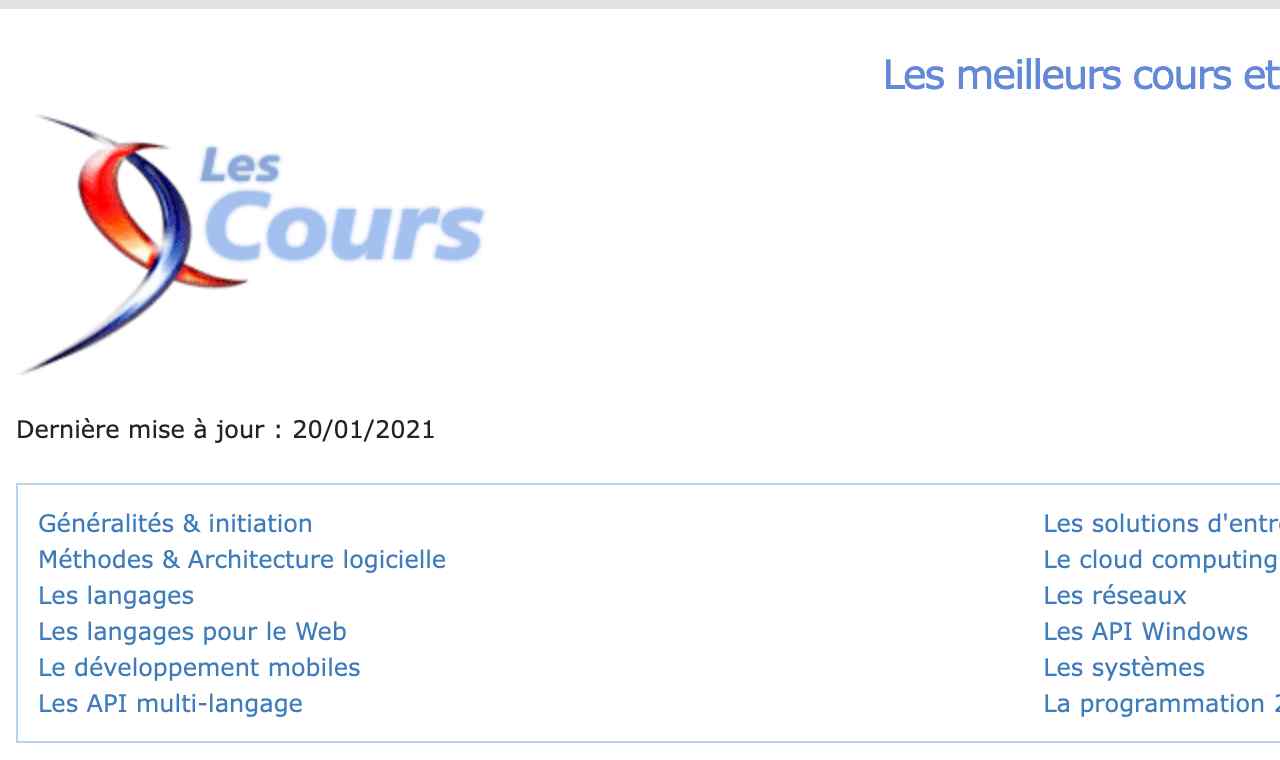 Les meilleurs cours et
Les
Cours
Dernière mise à jour : 20/01/2021
Généralités & initiation
Méthodes & Architecture logicielle
Les langages
Les langages pour le Web
Le développement mobiles
Les API multi-langage
Les solutions d'entr
Le cloud computing
Les réseaux
Les API Windows
Les systèmes
La programmation 2